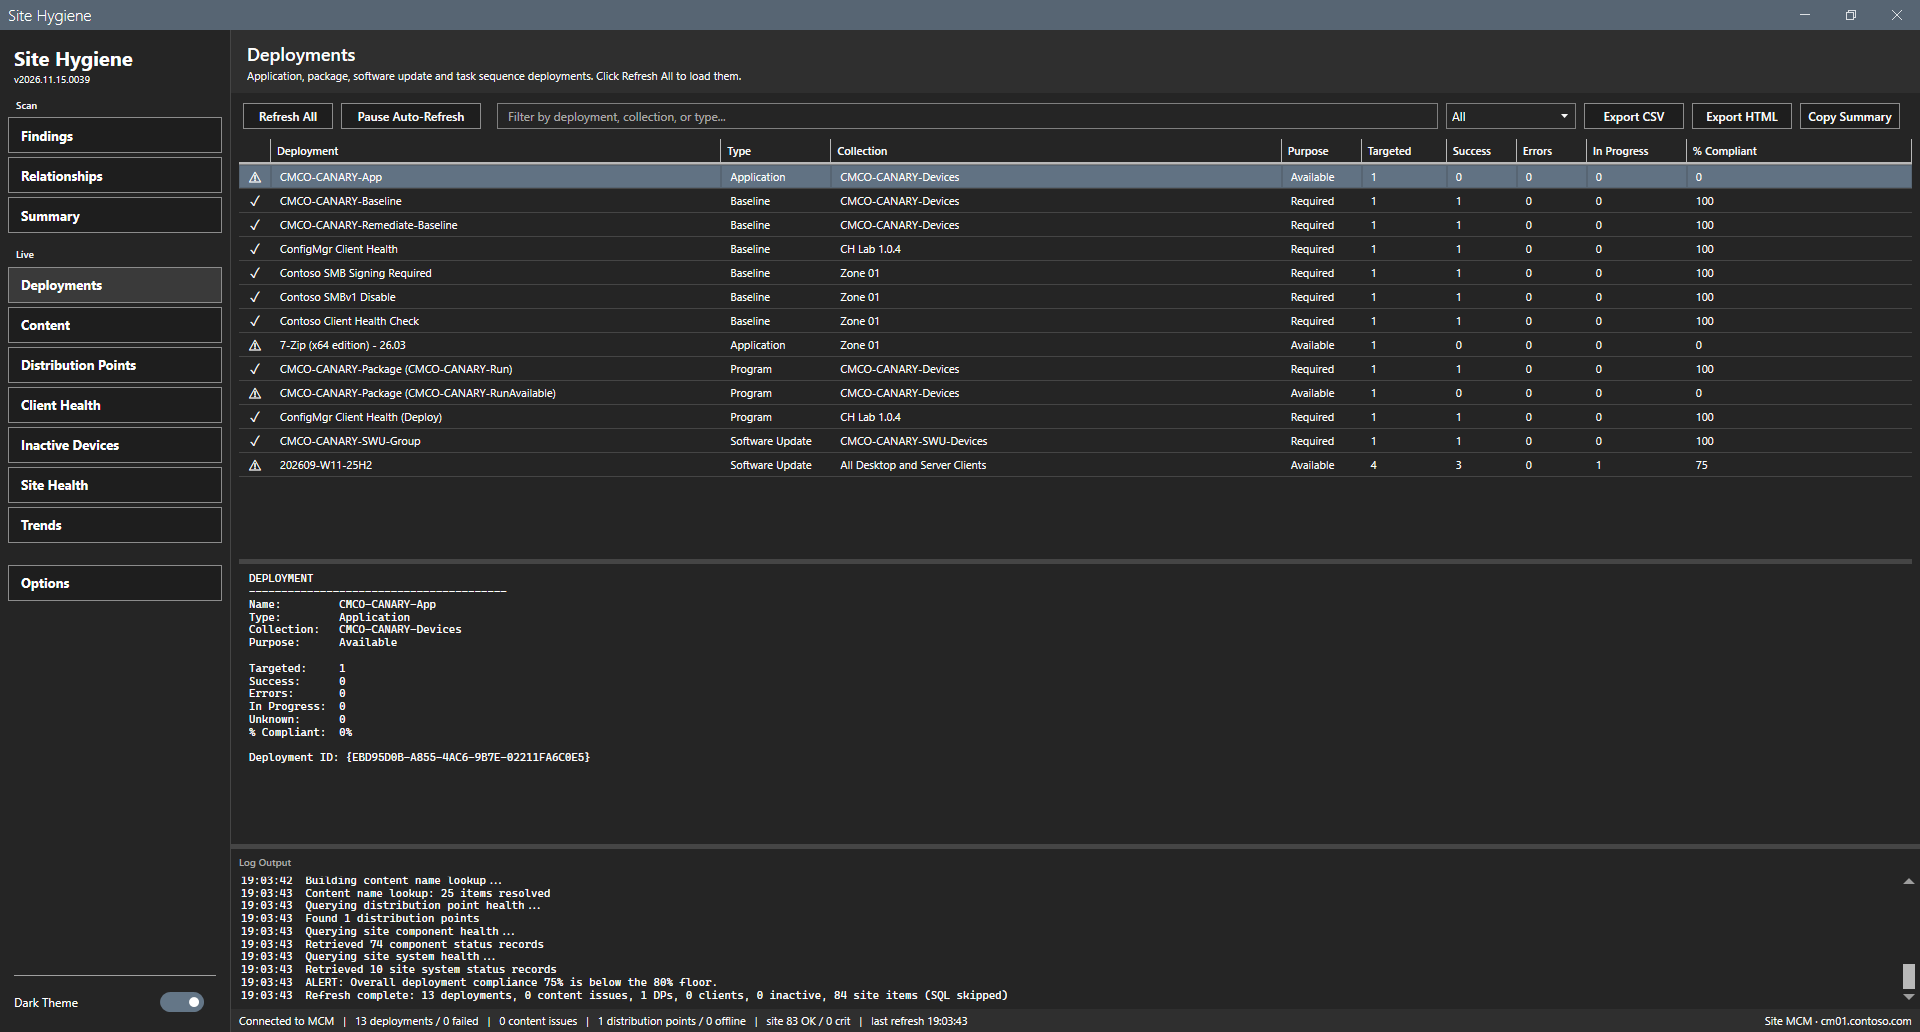 Site Hygiene
Site Hygiene
v2026.11.15.0039
Scan
Findings
Relationships
Summary
Live
Deployments
Content
Distribution Points
Client Health
Inactive Devices
Site Health
Trends
Options
Dark Theme
Deployments
Application, package, software update and task sequence deployments. Click Refresh All to load them.
Refresh All Pause Auto-Refresh Filter by deployment, collection, or type... All Export CSV Export HTML Copy Summary
Deployment Type Collection Purpose Targeted Success Errors In Progress % Compliant
CMCO-CANARY-App Application CMCO-CANARY-Devices Available 1 0 0 0 0
CMCO-CANARY-Baseline Baseline CMCO-CANARY-Devices Required 1 1 0 0 100
CMCO-CANARY-Remediate-Baseline Baseline CMCO-CANARY-Devices Required 1 1 0 0 100
ConfigMgr Client Health Baseline CH Lab 1.0.4 Required 1 1 0 0 100
Contoso SMB Signing Required Baseline Zone 01 Required 1 1 0 0 100
Contoso SMBv1 Disable Baseline Zone 01 Required 1 1 0 0 100
Contoso Client Health Check Baseline Zone 01 Required 1 1 0 0 100
7-Zip (x64 edition) - 26.03 Application Zone 01 Available 1 0 0 0 0
CMCO-CANARY-Package (CMCO-CANARY-Run) Program CMCO-CANARY-Devices Required 1 1 0 0 100
CMCO-CANARY-Package (CMCO-CANARY-RunAvailable) Program CMCO-CANARY-Devices Available 1 0 0 0 0
ConfigMgr Client Health (Deploy) Program CH Lab 1.0.4 Required 1 1 0 0 100
CMCO-CANARY-SWU-Group Software Update CMCO-CANARY-SWU-Devices Required 1 1 0 0 100
202609-W11-25H2 Software Update All Desktop and Server Clients Available 4 3 0 1 75
DEPLOYMENT
----------------------------------------
Name: CMCO-CANARY-App
Type: Application
Collection: CMCO-CANARY-Devices
Purpose: Available
Targeted: 1
Success: 0
Errors: 0
In Progress: 0
Unknown: 0
% Compliant: 0%
Deployment ID: {EBD95D0B-A855-4AC6-9B7E-02211FA6C0E5}
Log Output
19:03:42 Building content name lookup...
19:03:43 Content name lookup: 25 items resolved
19:03:43 Querying distribution point health...
19:03:43 Found 1 distribution points
19:03:43 Querying site component health...
19:03:43 Retrieved 74 component status records
19:03:43 Querying site system health...
19:03:43 Retrieved 10 site system status records
19:03:43 ALERT: Overall deployment compliance 75% is below the 80% floor.
19:03:43 Refresh complete: 13 deployments, 0 content issues, 1 DPs, 0 clients, 0 inactive, 84 site items (SQL skipped)
Connected to MCM | 13 deployments / 0 failed | 0 content issues | 1 distribution points / 0 offline | site 83 OK / 0 crit | last refresh 19:03:43
Site MCM · cm01.contoso.com